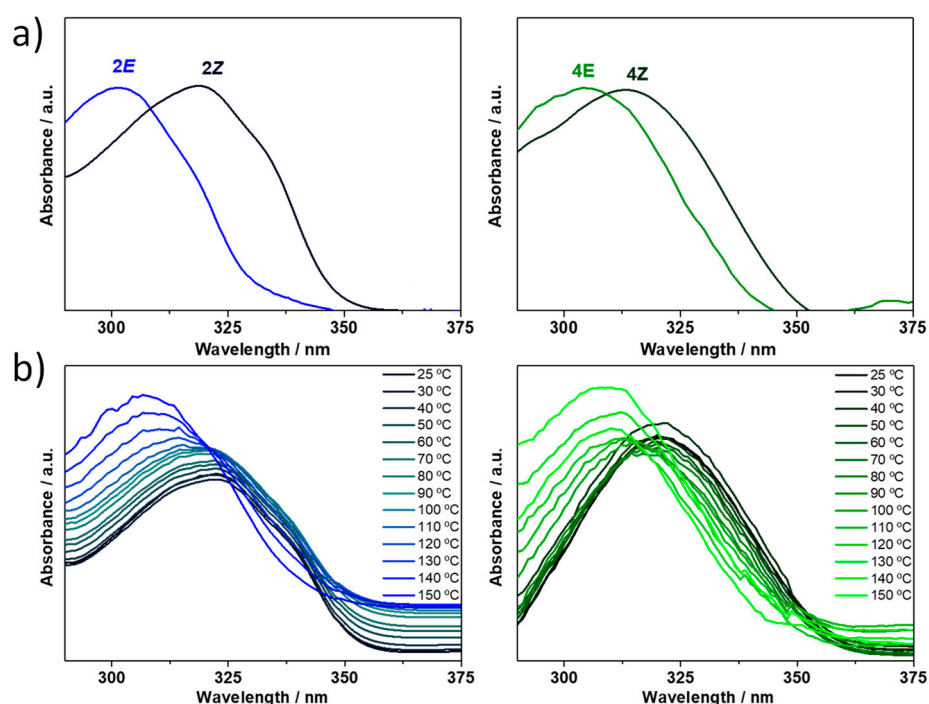 a)
2E
2Z
Absorbance / a.u.
300
325
350
375
Wavelength / nm
4E
4Z
Absorbance / a.u.
300
325
350
375
Wavelength / nm
b)
25 ºC
30 ºC
40 ºC
50 ºC
60 ºC
70 ºC
80 ºC
90 ºC
100 ºC
110 ºC
120 ºC
130 ºC
140 ºC
150 ºC
Absorbance / a.u.
300
325
350
375
Wavelength / nm
25 ºC
30 ºC
40 ºC
50 ºC
60 ºC
70 ºC
80 ºC
90 ºC
100 ºC
110 ºC
120 ºC
130 ºC
140 ºC
150 ºC
Absorbance / a.u.
300
325
350
375
Wavelength / nm